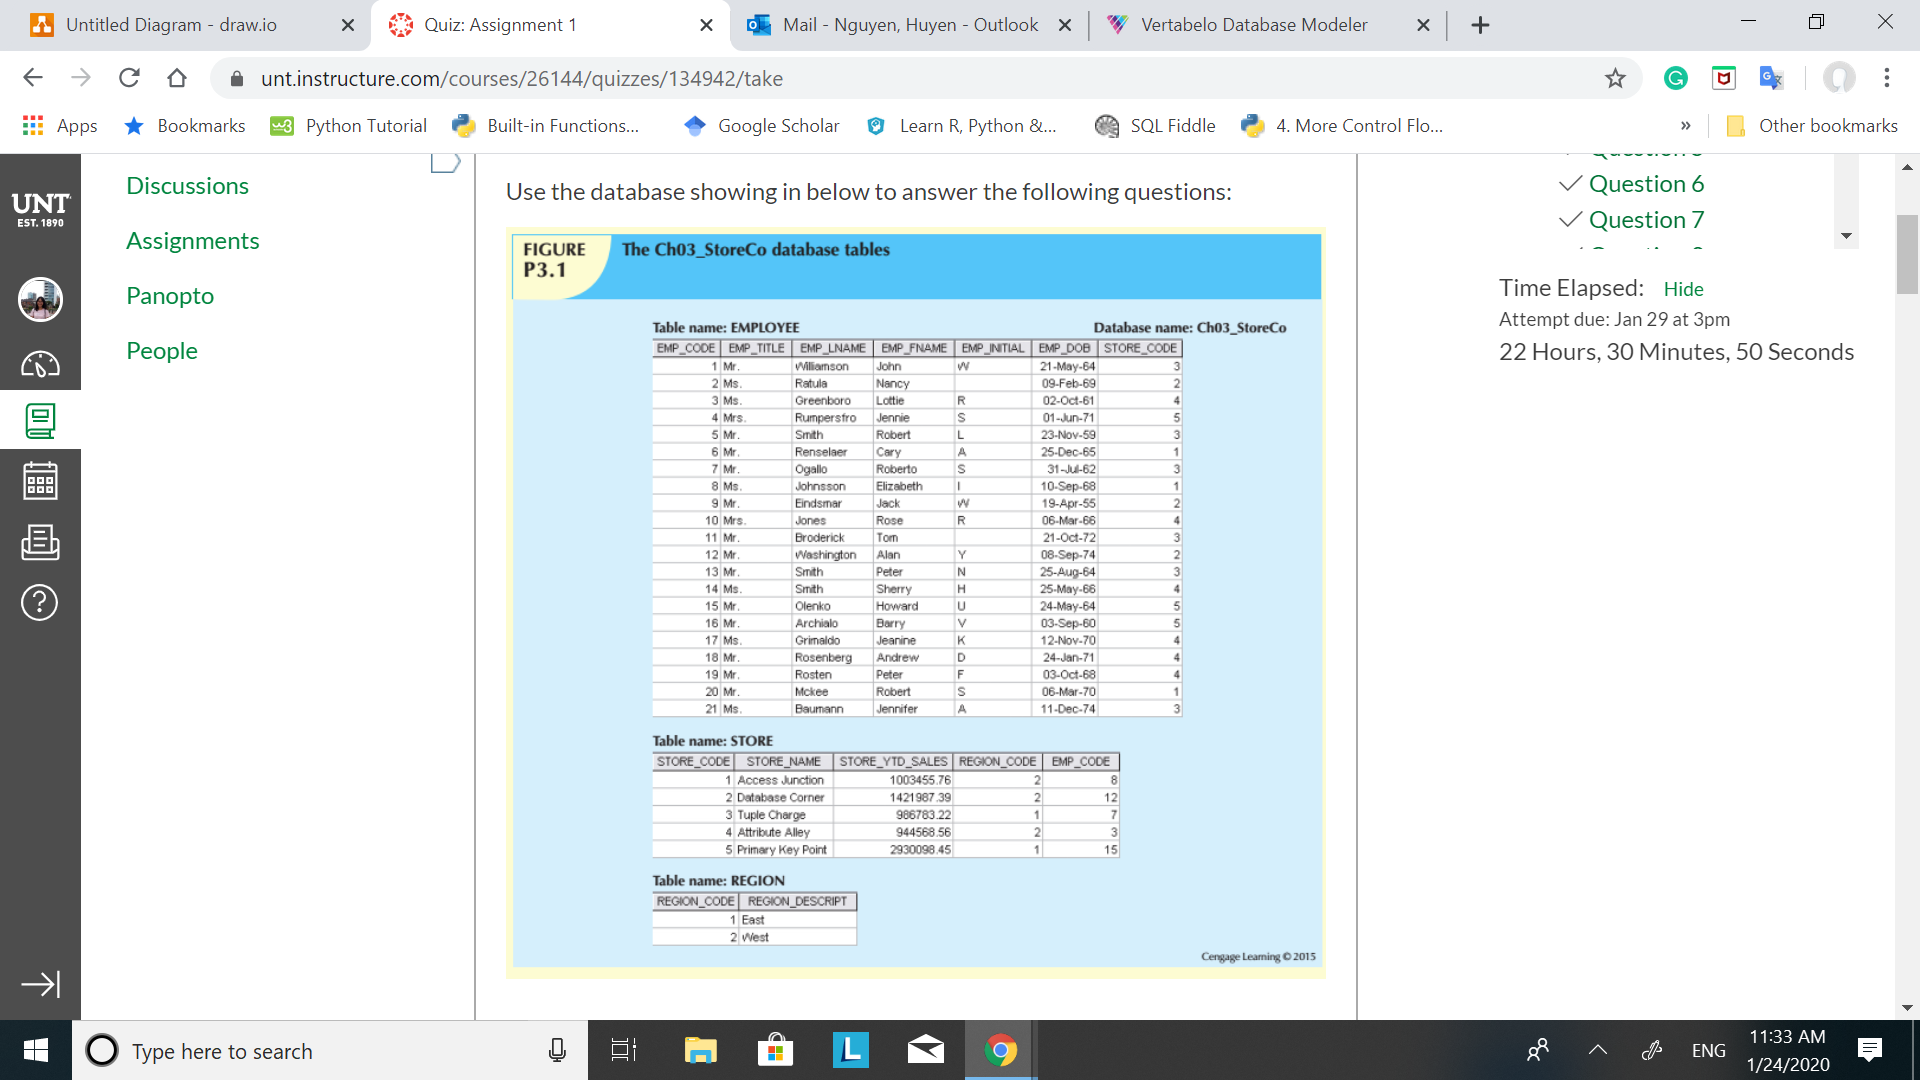 Untitled Diagram - draw.io
Quiz: Assignment 1
Mail - Nguyen, Huyen - Outlook
Vertabelo Database Modeler
unt.instructure.com/courses/26144/quizzes/134942/take
Apps Bookmarks Python Tutorial Built-in Functions... Google Scholar Learn R, Python &... SQL Fiddle 4. More Control Flo... » Other bookmarks
UNT
EST. 1890
Discussions
Assignments
Panopto
People
Use the database showing in below to answer the following questions:
FIGURE P3.1
The Ch03_StoreCo database tables
Table name: EMPLOYEE Database name: Ch03_StoreCo
EMP_CODE EMP_TITLE EMP_LNAME EMP_FNAME EMP_INITIAL EMP_DOB STORE_CODE
1 Mr. Williamson John W 21-May-64 3
2 Ms. Ratula Nancy 09-Feb-69 2
3 Ms. Greenboro Lottie R 02-Oct-61 4
4 Mrs. Rumpersfro Jennie S 01-Jun-71 5
5 Mr. Smith Robert L 23-Nov-59 3
6 Mr. Renselaer Cary A 25-Dec-65 1
7 Mr. Ogallo Roberto S 31-Jul-62 3
8 Ms. Johnsson Elizabeth I 10-Sep-68 1
9 Mr. Eindsmar Jack W 19-Apr-55 2
10 Mrs. Jones Rose R 06-Mar-66 4
11 Mr. Broderick Tom 21-Oct-72 3
12 Mr. Washington Alan Y 08-Sep-74 2
13 Mr. Smith Peter N 25-Aug-64 3
14 Ms. Smith Sherry H 25-May-66 4
15 Mr. Olenko Howard U 24-May-64 5
16 Mr. Archialo Barry V 03-Sep-60 5
17 Ms. Grimaldo Jeanine K 12-Nov-70 4
18 Mr. Rosenberg Andrew D 24-Jan-71 4
19 Mr. Rosten Peter F 03-Oct-68 4
20 Mr. Mckee Robert S 06-Mar-70 1
21 Ms. Baumann Jennifer A 11-Dec-74 3
Table name: STORE
STORE_CODE STORE_NAME STORE_YTD_SALES REGION_CODE EMP_CODE
1 Access Junction 1003455.76 2 8
2 Database Corner 1421987.39 2 12
3 Tuple Charge 986783.22 1 7
4 Attribute Alley 944568.56 2 3
5 Primary Key Point 2930098.45 1 15
Table name: REGION
REGION_CODE REGION_DESCRIPT
1 East
2 West
Cengage Learning © 2015
Question 6
Question 7
Time Elapsed: Hide
Attempt due: Jan 29 at 3pm
22 Hours, 30 Minutes, 50 Seconds
Type here to search
ENG
11:33 AM
1/24/2020